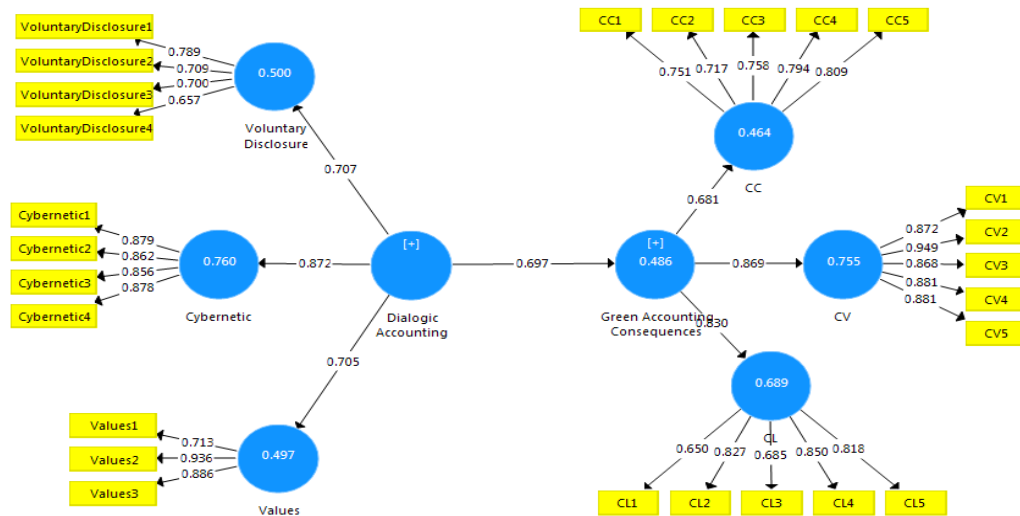 VoluntaryDisclosure1
VoluntaryDisclosure2
VoluntaryDisclosure3
VoluntaryDisclosure4
0.789
0.709
0.700
0.657
0.500
Voluntary
Disclosure
0.707
CC1
CC2
CC3
CC4
CC5
0.751
0.717
0.758
0.794
0.809
0.464
CC
0.681
Cybernetic1
Cybernetic2
Cybernetic3
Cybernetic4
0.879
0.862
0.856
0.878
0.760
Cybernetic
0.872
[+]
Dialogic
Accounting
0.697
[+]
0.486
Green Accounting
Consequences
0.869
0.755
CV
0.872
0.949
0.868
0.881
0.881
CV1
CV2
CV3
CV4
CV5
0.830
0.705
Values1
Values2
Values3
0.713
0.936
0.886
0.497
Values
0.689
CL
0.650
0.827
0.685
0.850
0.818
CL1
CL2
CL3
CL4
CL5